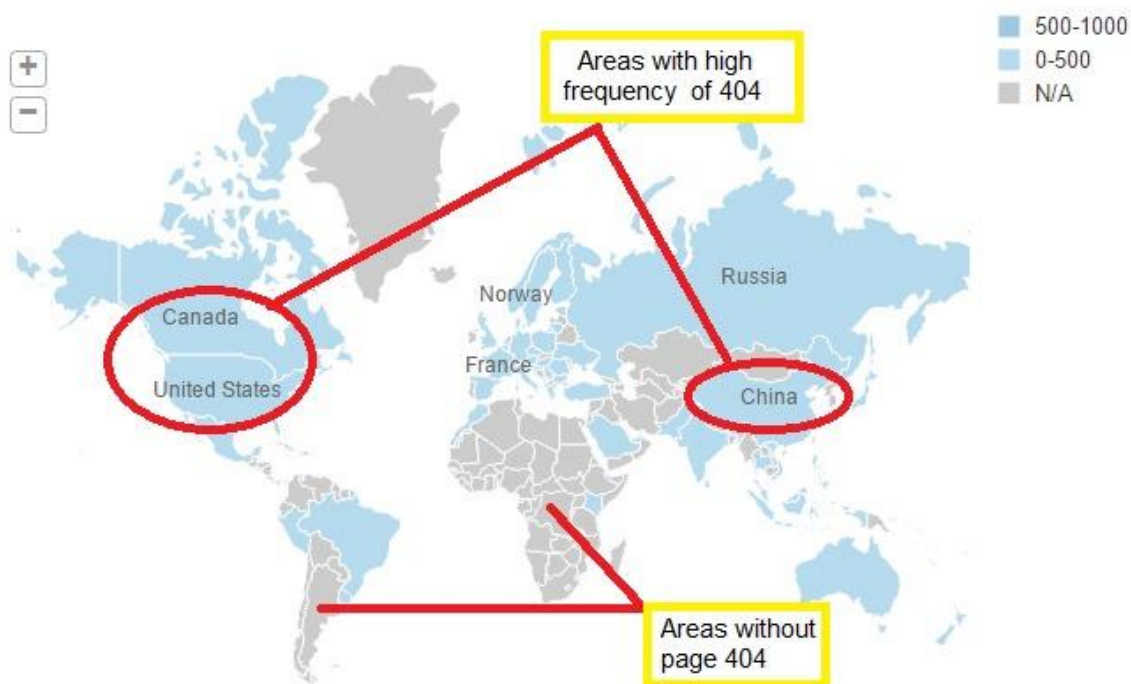 500-1000
0-500
N/A
+
−
Areas with high
frequency of 404
Canada
United States
Norway
France
Russia
China
Areas without
page 404